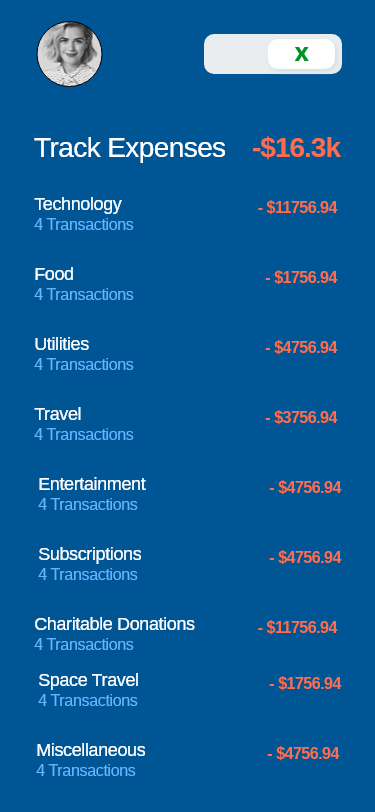 X
Track Expenses -$16.3k
Technology - $11756.94
4 Transactions
Food - $1756.94
4 Transactions
Utilities - $4756.94
4 Transactions
Travel - $3756.94
4 Transactions
Entertainment - $4756.94
4 Transactions
Subscriptions - $4756.94
4 Transactions
Charitable Donations - $11756.94
4 Transactions
Space Travel - $1756.94
4 Transactions
Miscellaneous - $4756.94
4 Transactions